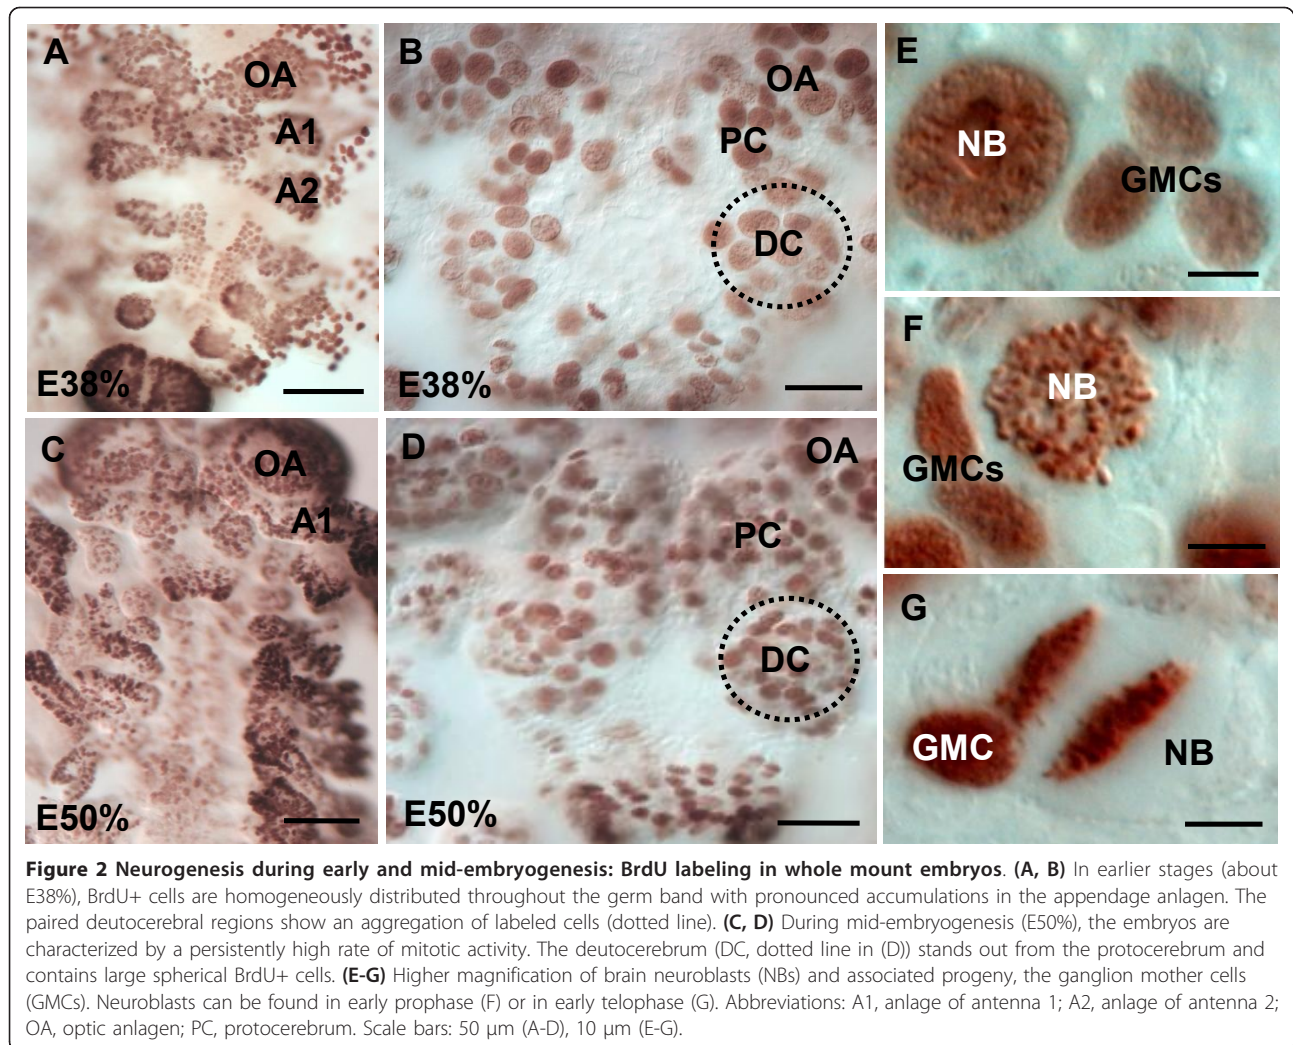 A
OA
A1
A2
E38%
B
OA
PC
DC
E38%
C
OA
A1
E50%
D
OA
PC
DC
E50%
E
NB
GMCs
F
NB
GMCs
G
GMC
NB
Figure 2 Neurogenesis during early and mid-embryogenesis: BrdU labeling in whole mount embryos. (A, B) In earlier stages (about
E38%), BrdU+ cells are homogeneously distributed throughout the germ band with pronounced accumulations in the appendage anlagen. The
paired deutocerebral regions show an aggregation of labeled cells (dotted line). (C, D) During mid-embryogenesis (E50%), the embryos are
characterized by a persistently high rate of mitotic activity. The deutocerebrum (DC, dotted line in (D)) stands out from the protocerebrum and
contains large spherical BrdU+ cells. (E-G) Higher magnification of brain neuroblasts (NBs) and associated progeny, the ganglion mother cells
(GMCs). Neuroblasts can be found in early prophase (F) or in early telophase (G). Abbreviations: A1, anlage of antenna 1; A2, anlage of antenna 2;
OA, optic anlagen; PC, protocerebrum. Scale bars: 50 μm (A-D), 10 μm (E-G).